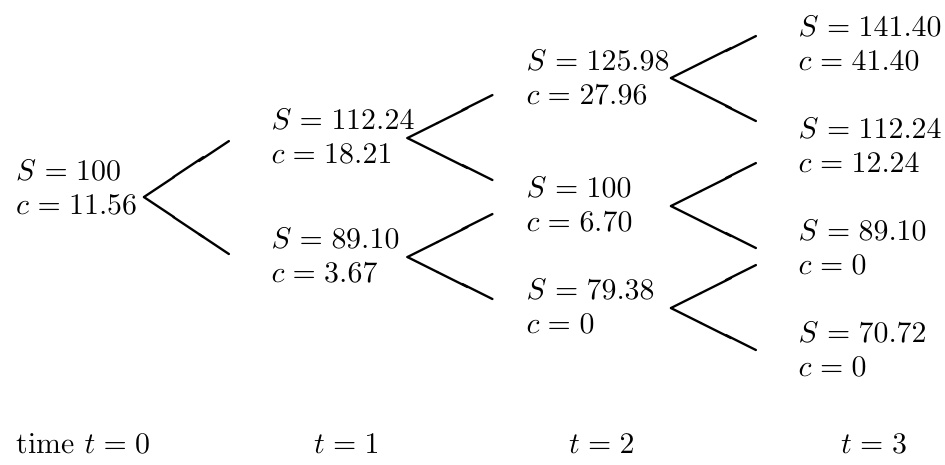 S = 100
c = 11.56
S = 112.24
c = 18.21
S = 89.10
c = 3.67
S = 125.98
c = 27.96
S = 100
c = 6.70
S = 79.38
c = 0
S = 141.40
c = 41.40
S = 112.24
c = 12.24
S = 89.10
c = 0
S = 70.72
c = 0
time t = 0
t = 1
t = 2
t = 3